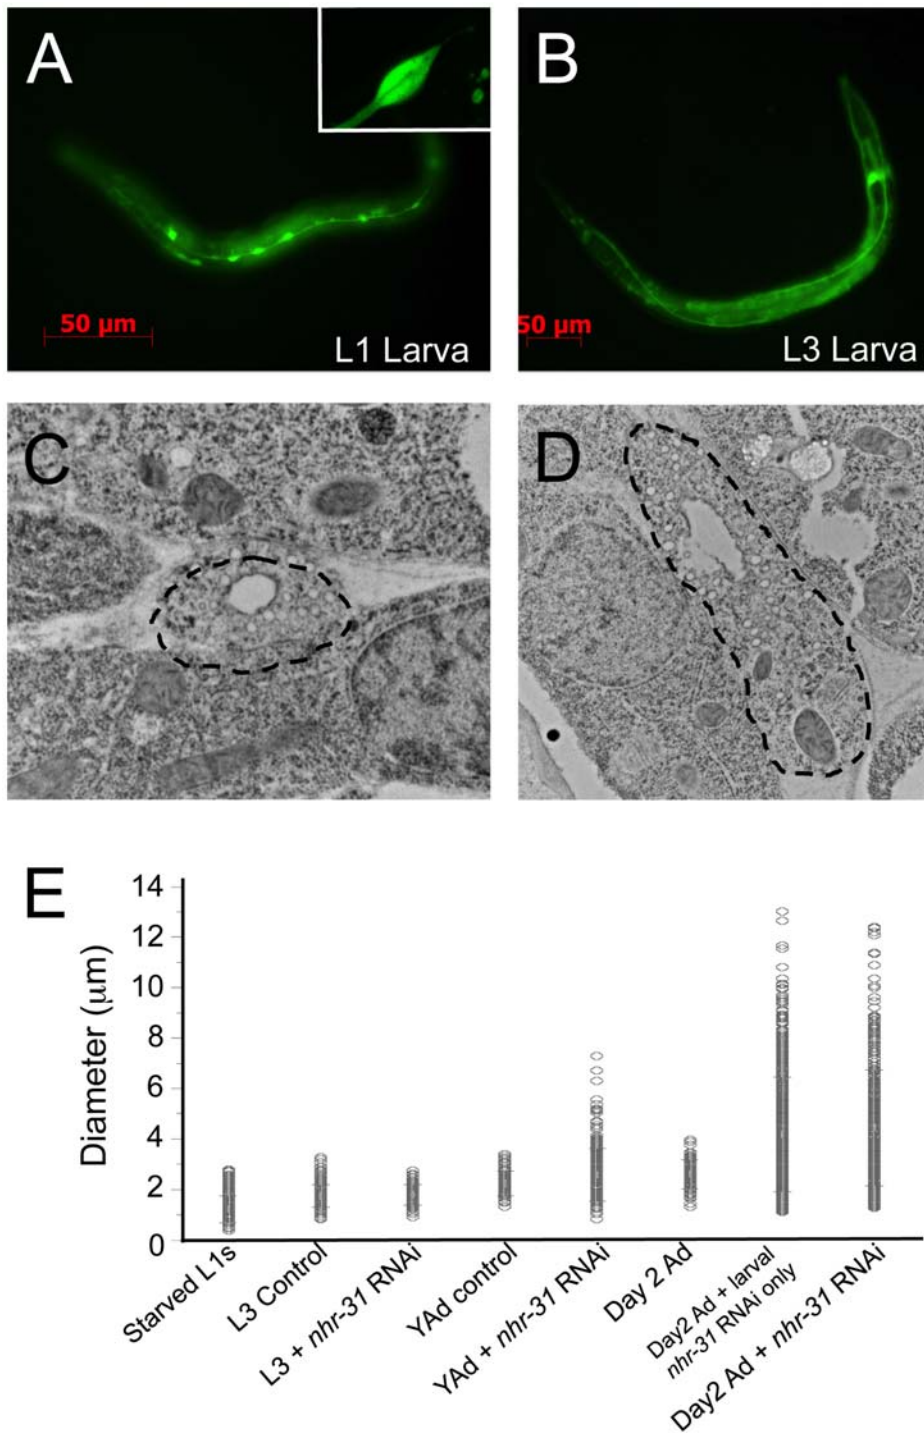 A
B
50 µm
L1 Larva
50 µm
L3 Larva
C
D
E
Diameter (µm)
14
12
10
8
6
4
2
0
Starved L1s
L3 Control
L3 + nhr-31 RNAi
YAd control
YAd + nhr-31 RNAi
Day 2 Ad
Day2 Ad + larval
nhr-31 RNAi only
Day2 Ad + nhr-31 RNAi